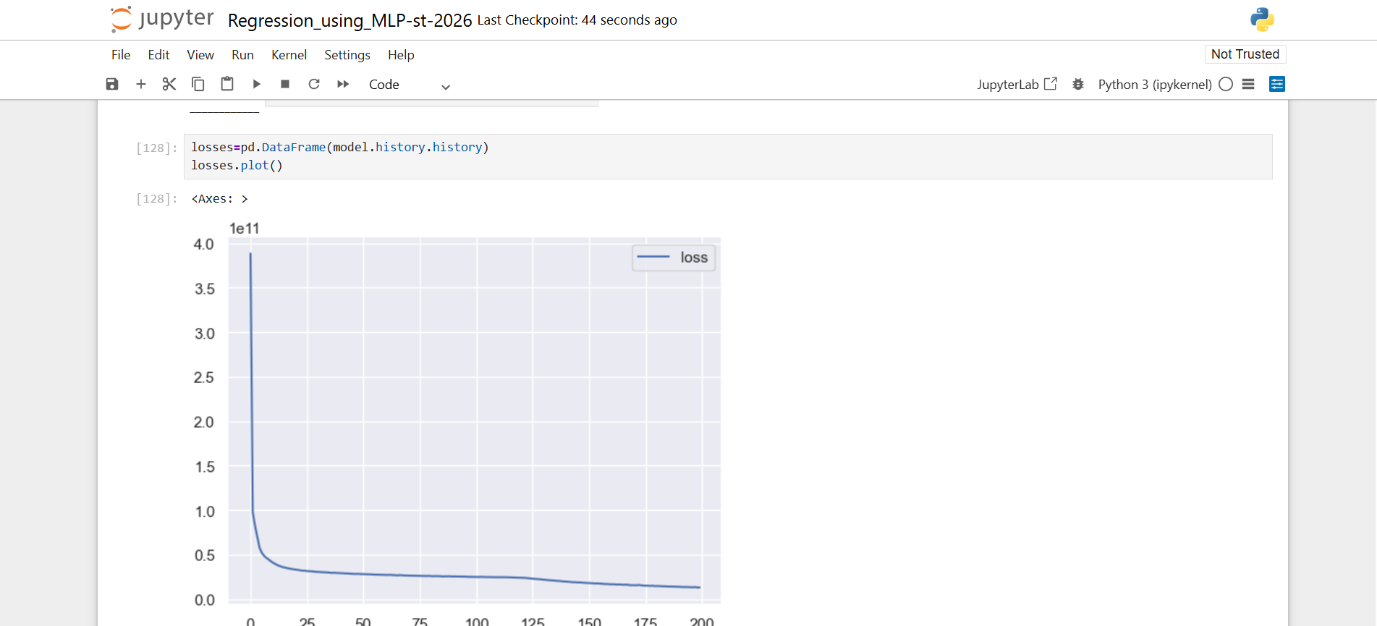 jupyter Regression_using_MLP-st-2026 Last Checkpoint: 44 seconds ago
File Edit View Run Kernel Settings Help Not Trusted
Code JupyterLab Python 3 (ipykernel)
[128]: losses=pd.DataFrame(model.history.history)
losses.plot()
[128]: <Axes: >
1e11
4.0
loss
3.5
3.0
2.5
2.0
1.5
1.0
0.5
0.0
0 25 50 75 100 125 150 175 200